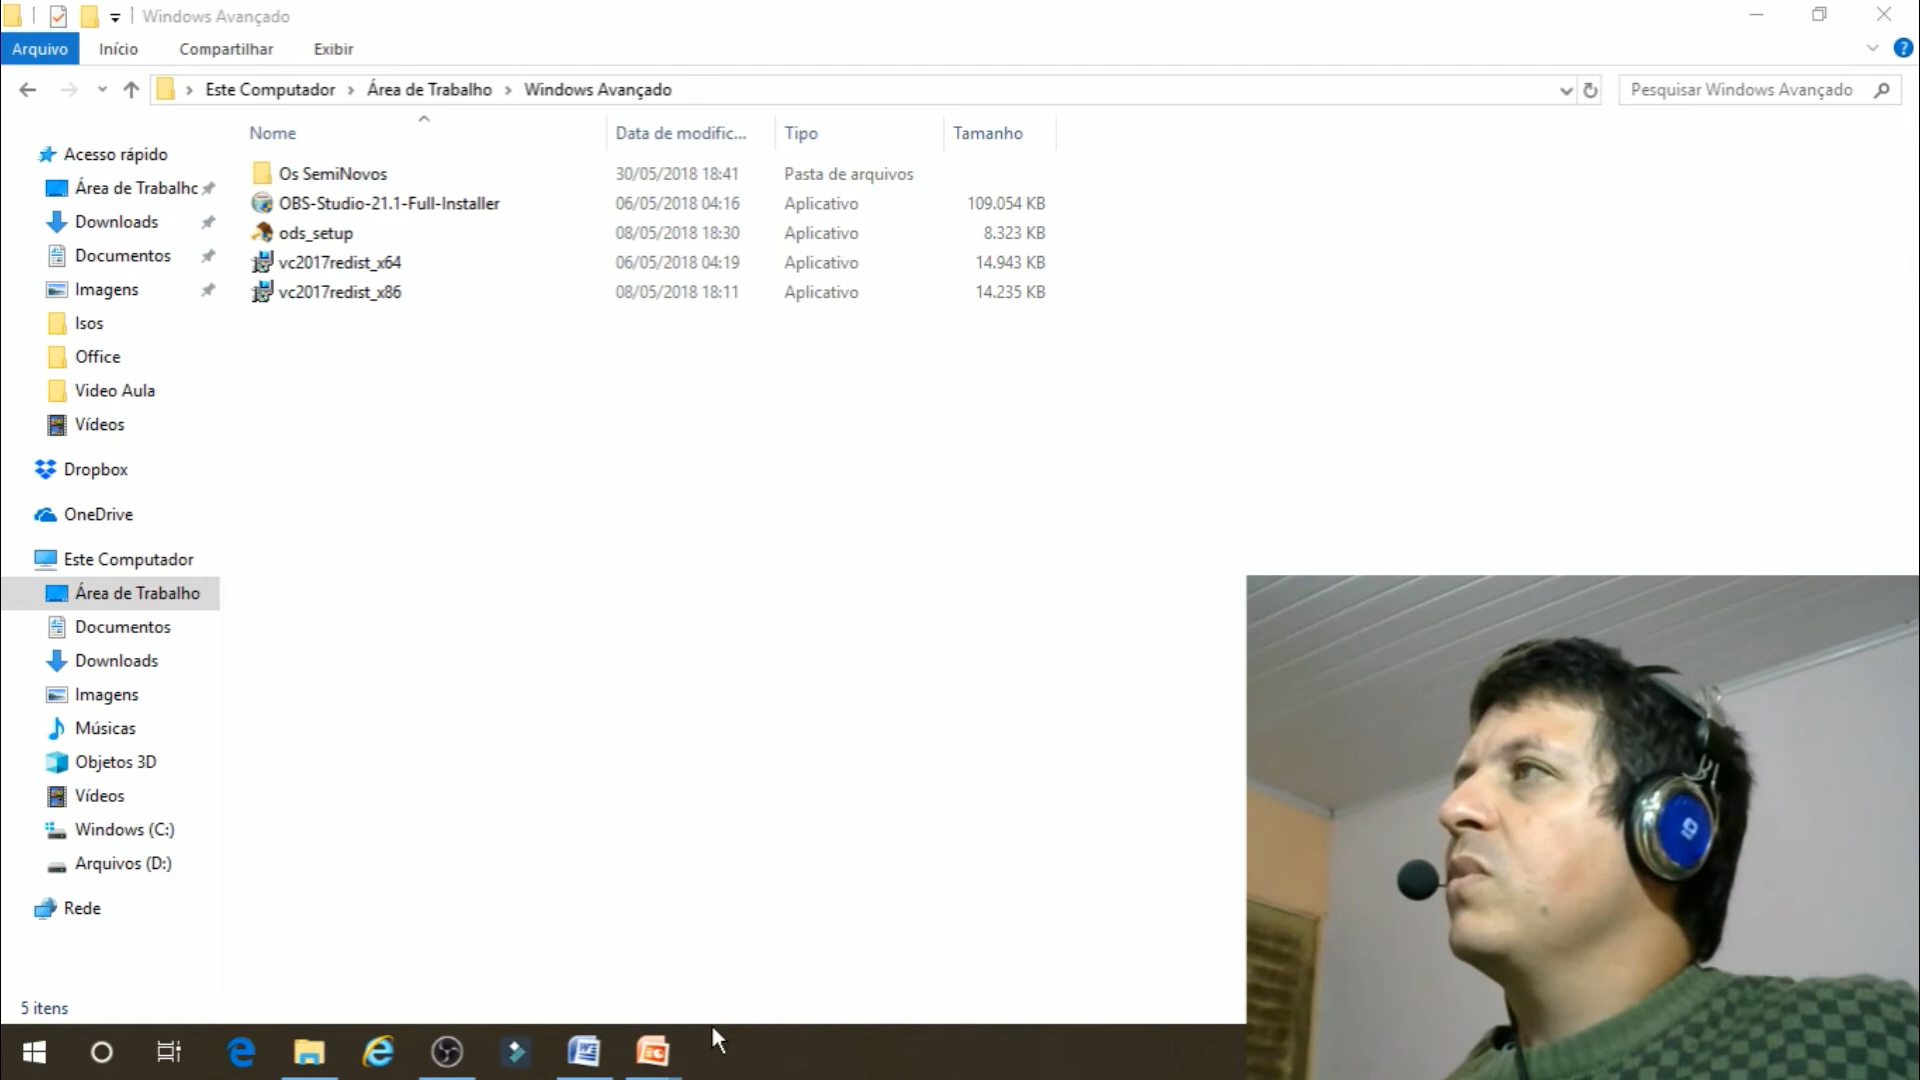 Windows Avançado
Arquivo Início Compartilhar Exibir
Este Computador Área de Trabalho Windows Avançado
Pesquisar Windows Avançado
Nome Data de modific... Tipo Tamanho
Os SemiNovos 30/05/2018 18:41 Pasta de arquivos
OBS-Studio-21.1-Full-Installer 06/05/2018 04:16 Aplicativo 109.054 KB
ods_setup 08/05/2018 18:30 Aplicativo 8.323 KB
vc2017redist_x64 06/05/2018 04:19 Aplicativo 14.943 KB
vc2017redist_x86 08/05/2018 18:11 Aplicativo 14.235 KB
Acesso rápido
Área de Trabalho
Downloads
Documentos
Imagens
Isos
Office
Video Aula
Vídeos
Dropbox
OneDrive
Este Computador
Área de Trabalho
Documentos
Downloads
Imagens
Músicas
Objetos 3D
Vídeos
Windows (C:)
Arquivos (D:)
Rede
5 itens